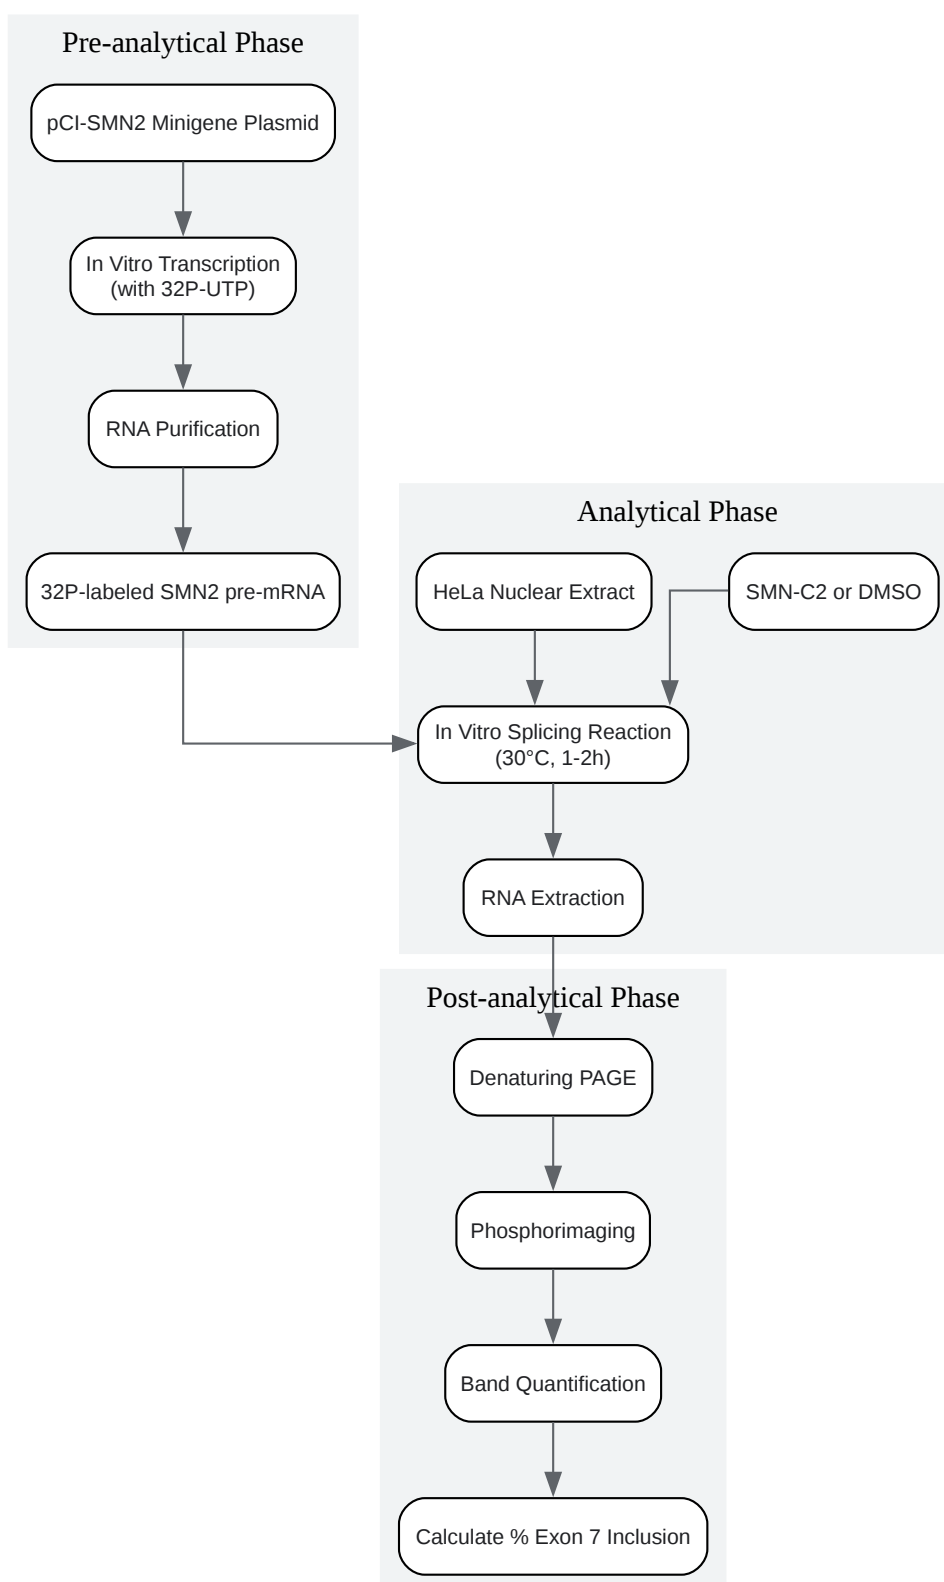 Pre-analytical Phase
pCI-SMN2 Minigene Plasmid
In Vitro Transcription
(with 32P-UTP)
RNA Purification
32P-labeled SMN2 pre-mRNA
Analytical Phase
HeLa Nuclear Extract
SMN-C2 or DMSO
In Vitro Splicing Reaction
(30°C, 1-2h)
RNA Extraction
Post-analytical Phase
Denaturing PAGE
Phosphorimaging
Band Quantification
Calculate % Exon 7 Inclusion